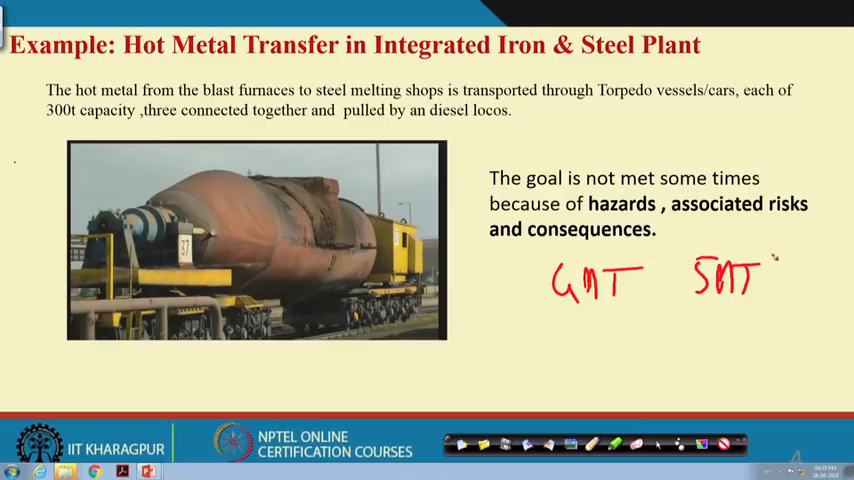 Example: Hot Metal Transfer in Integrated Iron & Steel Plant
The hot metal from the blast furnaces to steel melting shops is transported through Torpedo vessels/cars, each of
300t capacity ,three connected together and pulled by an diesel locos.
The goal is not met some times
because of hazards , associated risks
and consequences.
37
IIT KHARAGPUR
NPTEL ONLINE
CERTIFICATION COURSES
4